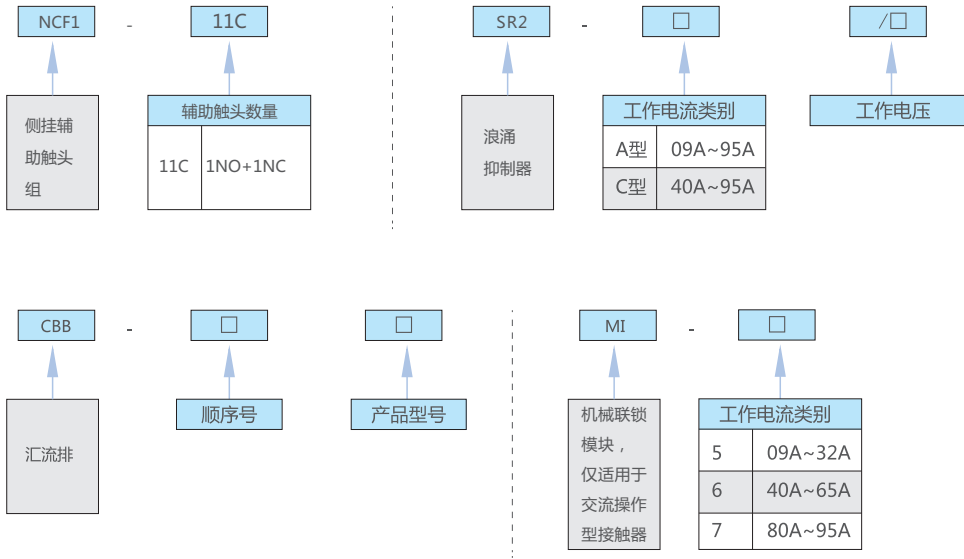 NCF1 - 11C
侧挂辅
助触头
组
辅助触头数量
11C 1NO+1NC
SR2 - □ /□
浪涌
抑制器
工作电流类别
A型 09A~95A
C型 40A~95A
工作电压
CBB - □ □
汇流排
顺序号
产品型号
MI - □
机械联锁
模块，
仅适用于
交流操作
型接触器
工作电流类别
5 09A~32A
6 40A~65A
7 80A~95A